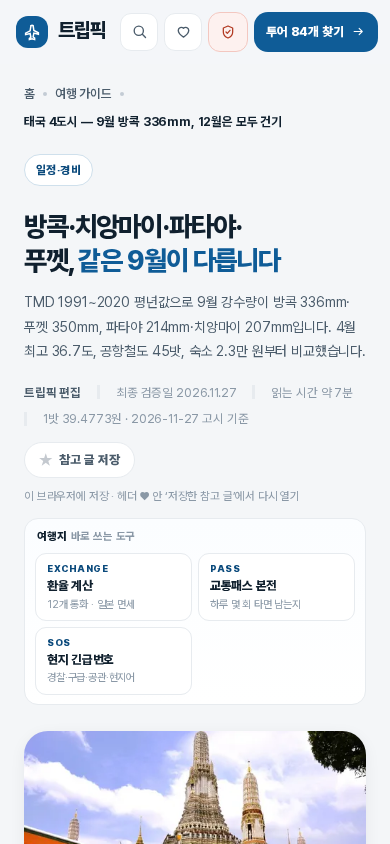 트립픽
투어 84개 찾기 →
홈 • 여행 가이드 •
태국 4도시 — 9월 방콕 336mm, 12월은 모두 건기
일정·경비
방콕·치앙마이·파타야·
푸껫, 같은 9월이 다릅니다
TMD 1991~2020 평년값으로 9월 강수량이 방콕 336mm·
푸껫 350mm, 파타야 214mm·치앙마이 207mm입니다. 4월
최고 36.7도, 공항철도 45밧, 숙소 2.3만 원부터 비교했습니다.
트립픽 편집 최종 검증일 2026.11.27 읽는 시간 약 7분
1밧 39.4773원 · 2026-11-27 고시 기준
★ 참고 글 저장
이 브라우저에 저장 · 헤더 ♥ 안 '저장한 참고 글'에서 다시 열기
여행지 바로 쓰는 도구
EXCHANGE
환율 계산
12개 통화 · 일본 면세
PASS
교통패스 본전
하루 몇 회 타면 남는지
SOS
현지 긴급번호
경찰·구급·공관·현지어